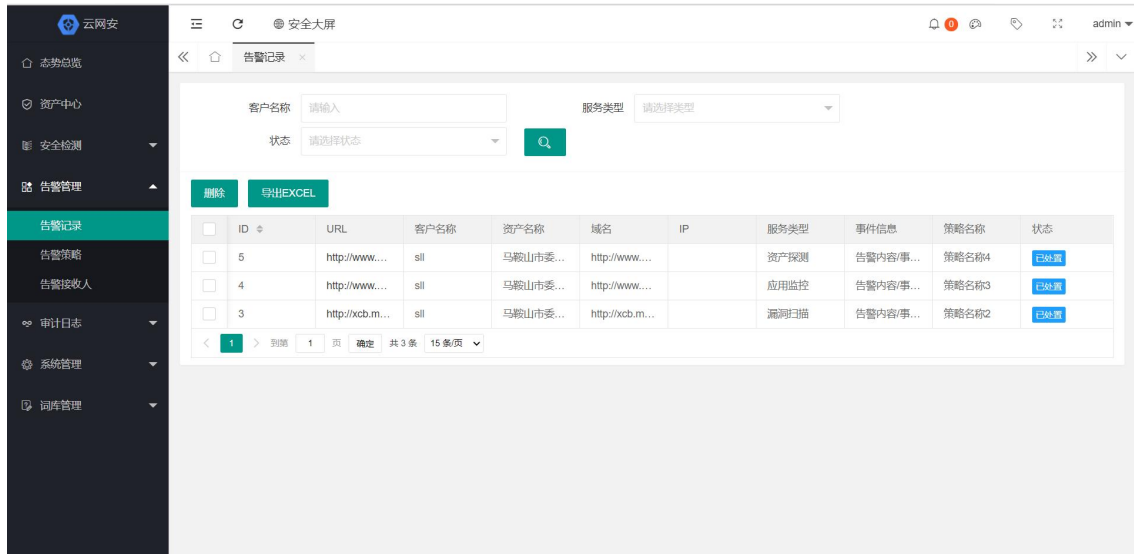 云网安 安全大屏 0 admin
态势总览 告警记录 ×
资产中心
客户名称 请输入 服务类型 请选择类型
安全检测 状态 请选择状态
告警管理 删除 导出EXCEL
告警记录 ID URL 客户名称 资产名称 域名 IP 服务类型 事件信息 策略名称 状态
告警策略 5 http://www.... sll 马鞍山市委... http://www.... 资产探测 告警内容/事... 策略名称4 已处置
告警接收人 4 http://www.... sll 马鞍山市委... http://www.... 应用监控 告警内容/事... 策略名称3 已处置
审计日志 3 http://xcb.m... sll 马鞍山市委... http://xcb.m... 漏洞扫描 告警内容/事... 策略名称2 已处置
1 到第 1 页 确定 共 3 条 15 条/页
系统管理
词库管理